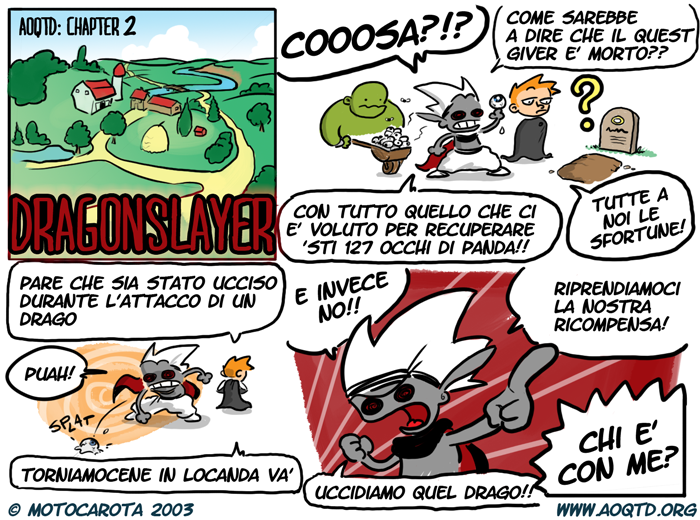 AOQTD: CHAPTER 2
DRAGONSLAYER
COOOSA?!?
COME SAREBBE
A DIRE CHE IL QUEST
GIVER E' MORTO??
?
CON TUTTO QUELLO CHE CI
E' VOLUTO PER RECUPERARE
'STI 127 OCCHI DI PANDA!!
TUTTE A
NOI LE
SFORTUNE!
PARE CHE SIA STATO UCCISO
DURANTE L'ATTACCO DI UN
DRAGO
PUAH!
SPLAT
TORNIAMOCENE IN LOCANDA VA'
E INVECE
NO!!
RIPRENDIAMOCI
LA NOSTRA
RICOMPENSA!
UCCIDIAMO QUEL DRAGO!!
CHI E'
CON ME?
© MOTOCAROTA 2003
WWW.AOQTD.ORG